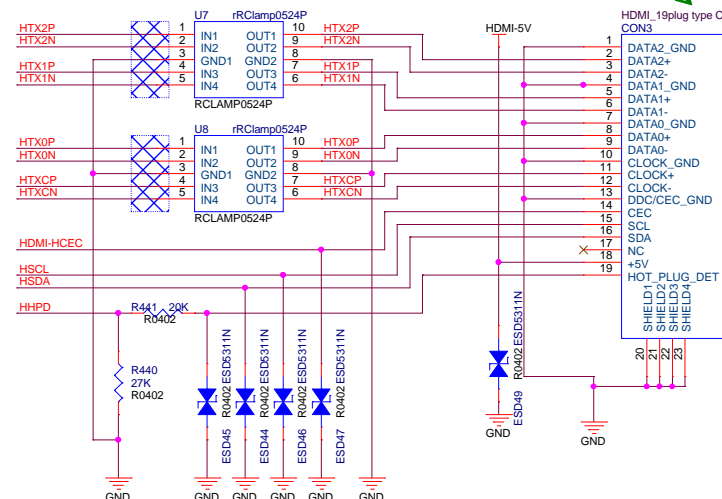 U7 rRClamp0524P
HTX2P 1 IN1 OUT1 10 HTX2P
HTX2N 2 IN2 OUT2 9 HTX2N
3 GND1 GND2 8
HTX1P 4 IN3 OUT3 7 HTX1P
HTX1N 5 IN4 OUT4 6 HTX1N
RCLAMP0524P
U8 rRClamp0524P
HTX0P 1 IN1 OUT1 10 HTX0P
HTX0N 2 IN2 OUT2 9 HTX0N
3 GND1 GND2 8
HTXCP 4 IN3 OUT3 7 HTXCP
HTXCN 5 IN4 OUT4 6 HTXCN
RCLAMP0524P
HDMI-HCEC
HSCL
HSDA
HHPD
R441 20K
R0402
R440
27K
R0402
ESD5311N
R0402
ESD45
ESD5311N
R0402
ESD44
ESD5311N
R0402
ESD46
ESD5311N
R0402
ESD47
GND
GND
GND
GND
GND
GND
HDMI-5V
ESD5311N
R0402
ESD49
GND
HDMI_19plug type C
CON3
1 DATA2_GND
2 DATA2+
3 DATA2-
4 DATA1_GND
5 DATA1+
6 DATA1-
7 DATA0_GND
8 DATA0+
9 DATA0-
10 CLOCK_GND
11 CLOCK+
12 CLOCK-
13 DDC/CEC_GND
14 CEC
15 SCL
16 SDA
17 NC
18 +5V
19 HOT_PLUG_DET
SHIELD1
SHIELD2
SHIELD3
SHIELD4
20
21
22
23
GND